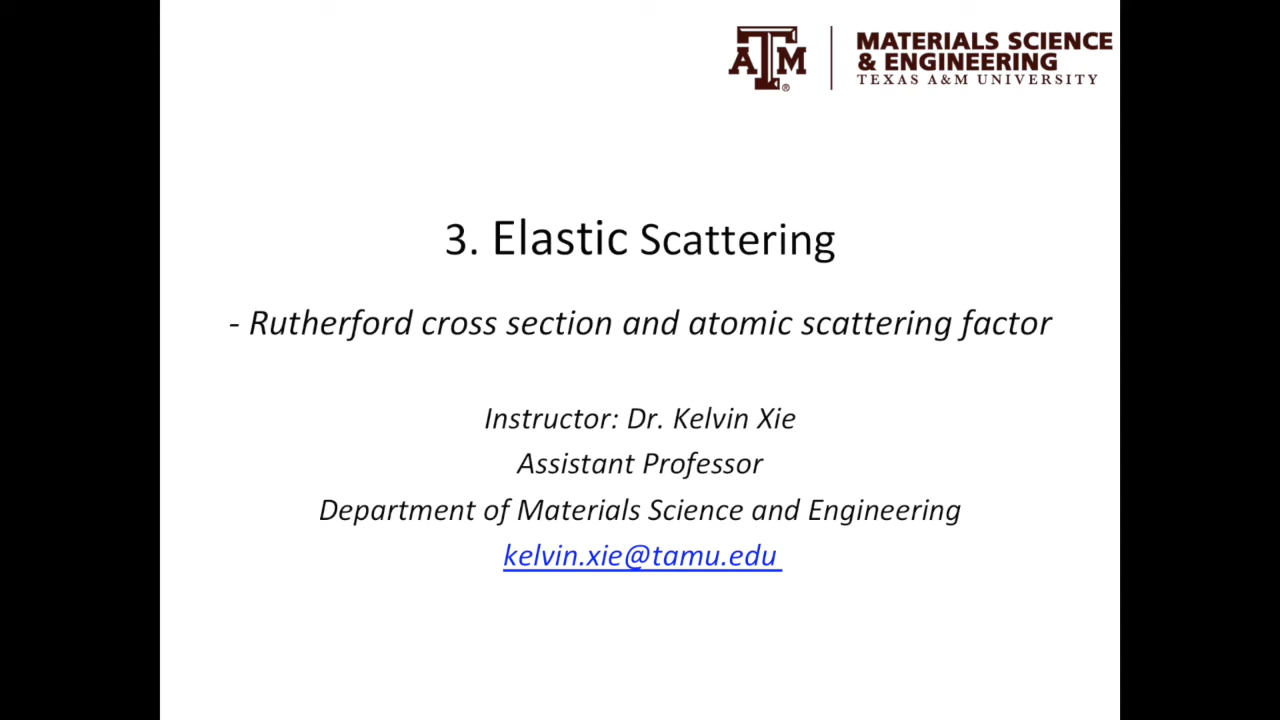 ATM®
MATERIALS SCIENCE
& ENGINEERING
TEXAS A&M UNIVERSITY
3. Elastic Scattering
- Rutherford cross section and atomic scattering factor
Instructor: Dr. Kelvin Xie
Assistant Professor
Department of Materials Science and Engineering
kelvin.xie@tamu.edu